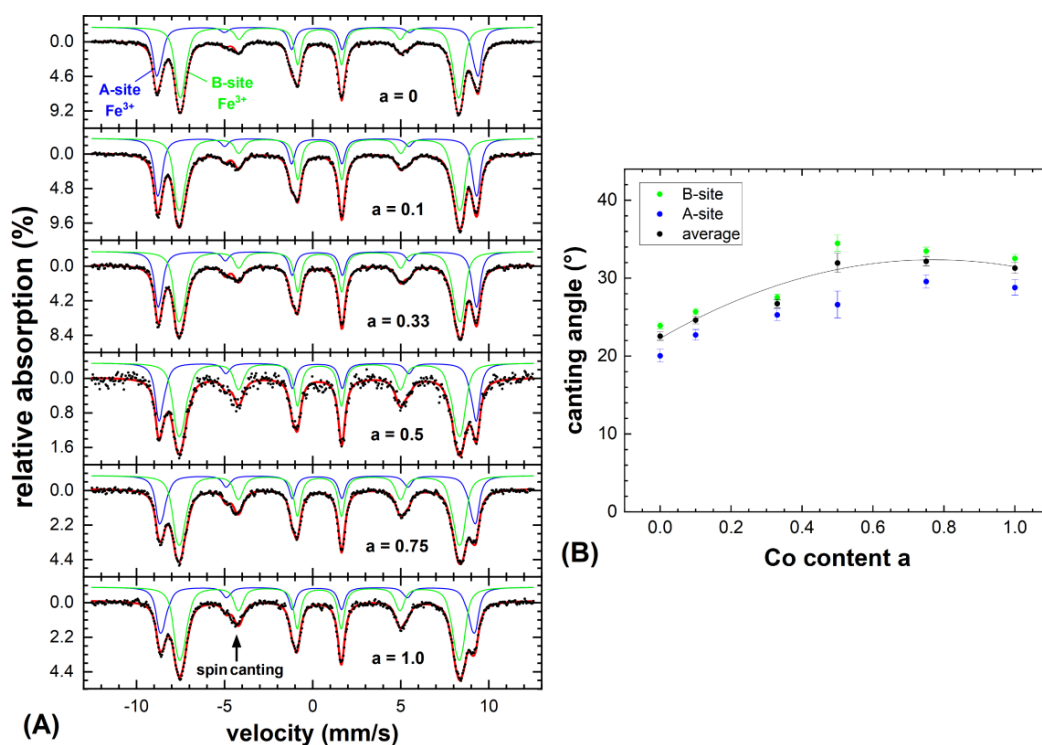 0.0
4.6
9.2
A-site
Fe³⁺
B-site
Fe³⁺
a = 0
0.0
4.8
9.6
a = 0.1
0.0
4.2
8.4
a = 0.33
0.0
0.8
1.6
a = 0.5
0.0
2.2
4.4
a = 0.75
0.0
2.2
4.4
spin canting
a = 1.0
relative absorption (%)
-10 -5 0 5 10
velocity (mm/s)
(A)
40
30
20
10
0
B-site
A-site
average
canting angle (°)
0.0 0.2 0.4 0.6 0.8 1.0
Co content a
(B)